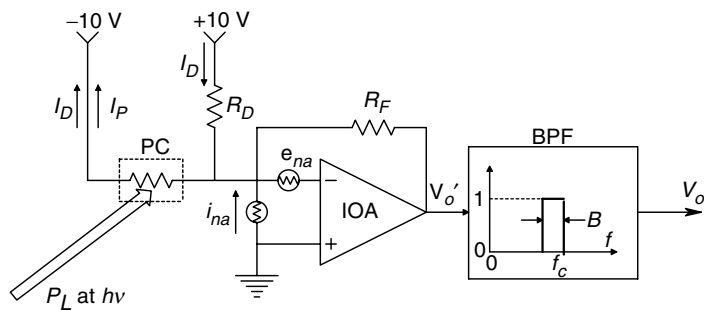 −10 V
+10 V
I_D
I_D
I_P
R_D
R_F
PC
e_na
i_na
−
+
IOA
V_o'
BPF
1
B
0
0
f_c
f
V_o
P_L at hν